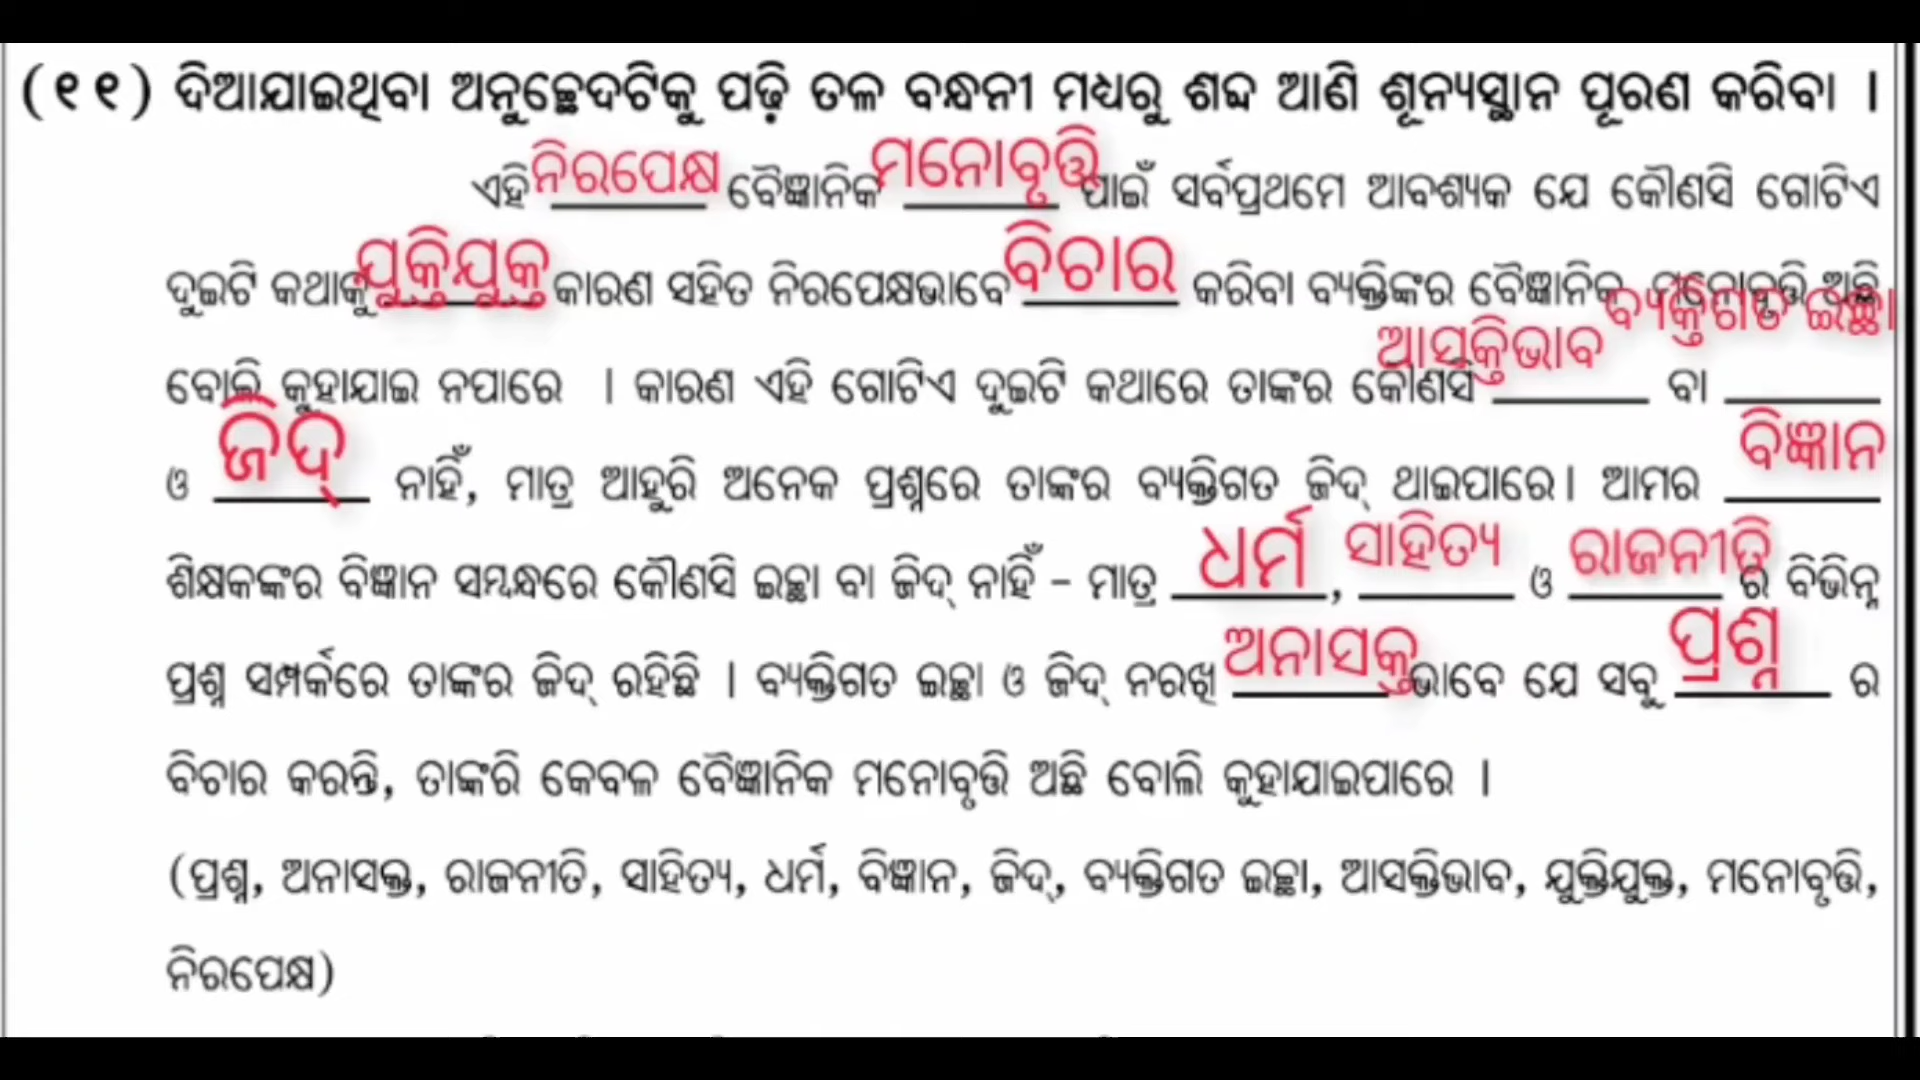 (୧୧) ଦିଆଯାଇଥିବା ଅନୁଚ୍ଛେଦଟିକୁ ପଢ଼ି ତଳ ବନ୍ଧନୀ ମଧ୍ୟରୁ ଶବ୍ଦ ଆଣି ଶୂନ୍ୟସ୍ଥାନ ପୂରଣ କରିବା ।
ଏହି ନିରପେକ୍ଷ ବୈଜ୍ଞାନିକ ମନୋବୃତ୍ତି ପାଇଁ ସର୍ବପ୍ରଥମେ ଆବଶ୍ୟକ ଯେ କୌଣସି ଗୋଟିଏ
ଦୁଇଟି କଥାକୁ ଯୁକ୍ତିଯୁକ୍ତ କାରଣ ସହିତ ନିରପେକ୍ଷଭାବେ ବିଚାର କରିବା ବ୍ୟକ୍ତିଙ୍କର ବୈଜ୍ଞାନିକ ମନୋବୃତ୍ତି ଅଛି
ବୋଲି କୁହାଯାଇ ନପାରେ । କାରଣ ଏହି ଗୋଟିଏ ଦୁଇଟି କଥାରେ ତାଙ୍କର କୌଣସି ଆସକ୍ତିଭାବ ବା ବ୍ୟକ୍ତିଗତ ଇଚ୍ଛା
ଓ ଜିଦ୍ ନାହିଁ, ମାତ୍ର ଆହୁରି ଅନେକ ପ୍ରଶ୍ନରେ ତାଙ୍କର ବ୍ୟକ୍ତିଗତ ଜିଦ୍ ଥାଇପାରେ। ଆମର ବିଜ୍ଞାନ
ଶିକ୍ଷକଙ୍କର ବିଜ୍ଞାନ ସମ୍ବନ୍ଧରେ କୌଣସି ଇଚ୍ଛା ବା ଜିଦ୍ ନାହିଁ - ମାତ୍ର ଧର୍ମ, ସାହିତ୍ୟ ଓ ରାଜନୀତି ର ବିଭିନ୍ନ
ପ୍ରଶ୍ନ ସମ୍ପର୍କରେ ତାଙ୍କର ଜିଦ୍ ରହିଛି । ବ୍ୟକ୍ତିଗତ ଇଚ୍ଛା ଓ ଜିଦ୍ ନରଖି ଅନାସକ୍ତ ଭାବେ ଯେ ସବୁ ପ୍ରଶ୍ନ ର
ବିଚାର କରନ୍ତି, ତାଙ୍କରି କେବଳ ବୈଜ୍ଞାନିକ ମନୋବୃତ୍ତି ଅଛି ବୋଲି କୁହାଯାଇପାରେ ।
(ପ୍ରଶ୍ନ, ଅନାସକ୍ତ, ରାଜନୀତି, ସାହିତ୍ୟ, ଧର୍ମ, ବିଜ୍ଞାନ, ଜିଦ୍, ବ୍ୟକ୍ତିଗତ ଇଚ୍ଛା, ଆସକ୍ତିଭାବ, ଯୁକ୍ତିଯୁକ୍ତ, ମନୋବୃତ୍ତି,
ନିରପେକ୍ଷ)